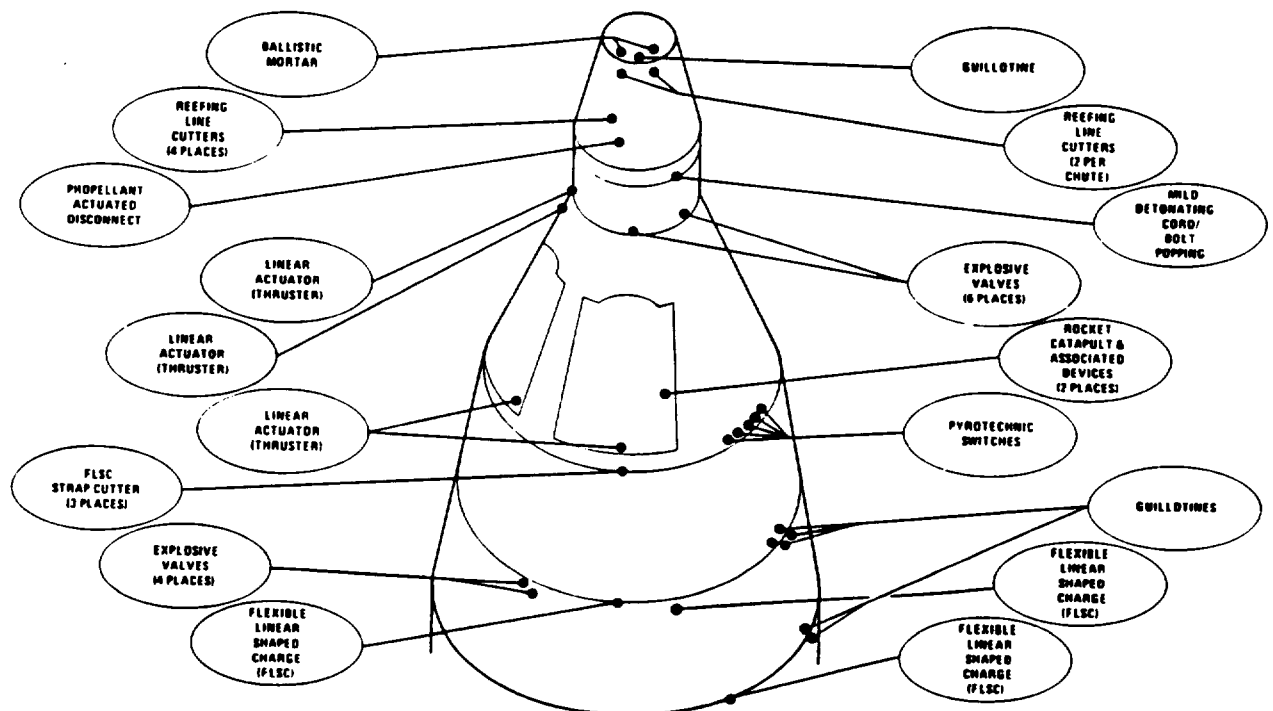 BALLISTIC
MORTAR
REEFING
LINE
CUTTERS
(4 PLACES)
PROPELLANT
ACTUATED
DISCONNECT
LINEAR
ACTUATOR
(THRUSTER)
LINEAR
ACTUATOR
(THRUSTER)
LINEAR
ACTUATOR
(THRUSTER)
FLSC
STRAP CUTTER
(3 PLACES)
EXPLOSIVE
VALVES
(4 PLACES)
FLEXIBLE
LINEAR
SHAPED
CHARGE
(FLSC)
GUILLOTINE
REEFING
LINE
CUTTERS
(2 PER
CHUTE)
MILD
DETONATING
CORD/
BOLT
POPPING
EXPLOSIVE
VALVES
(6 PLACES)
ROCKET
CATAPULT &
ASSOCIATED
DEVICES
(2 PLACES)
PYROTECHNIC
SWITCHES
GUILLOTINES
FLEXIBLE
LINEAR
SHAPED
CHARGE
(FLSC)
FLEXIBLE
LINEAR
SHAPED
CHARGE
(FLSC)